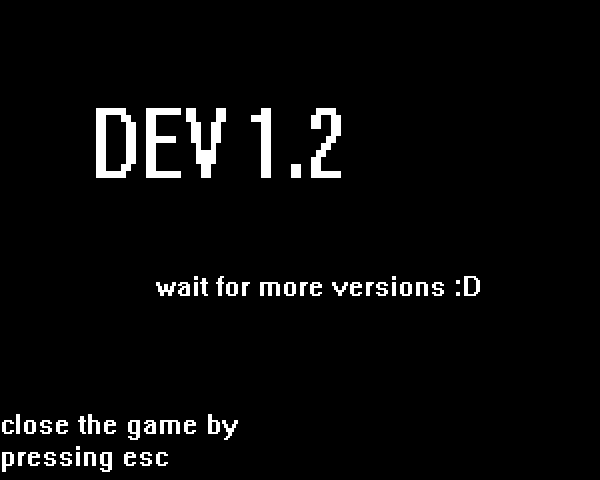 DEV 1.2
wait for more versions :D
close the game by
pressing esc